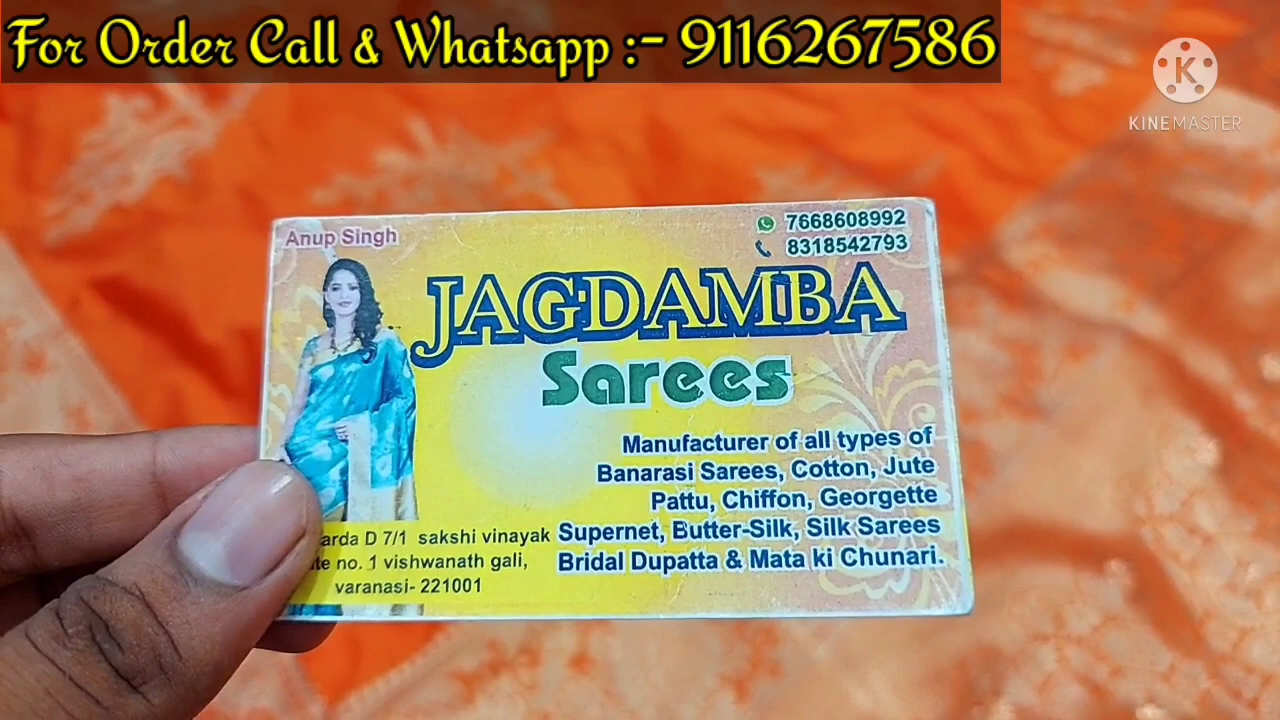 For Order Call & Whatsapp :- 9116267586
K
KINEMASTER
Anup Singh
7668608992
8318542793
JAGDAMBA
Sarees
Manufacturer of all types of
Banarasi Sarees, Cotton, Jute
Pattu, Chiffon, Georgette
Supernet, Butter-Silk, Silk Sarees
Bridal Dupatta & Mata ki Chunari.
D 7/1 sakshi vinayak
no. 1 vishwanath gali,
varanasi- 221001